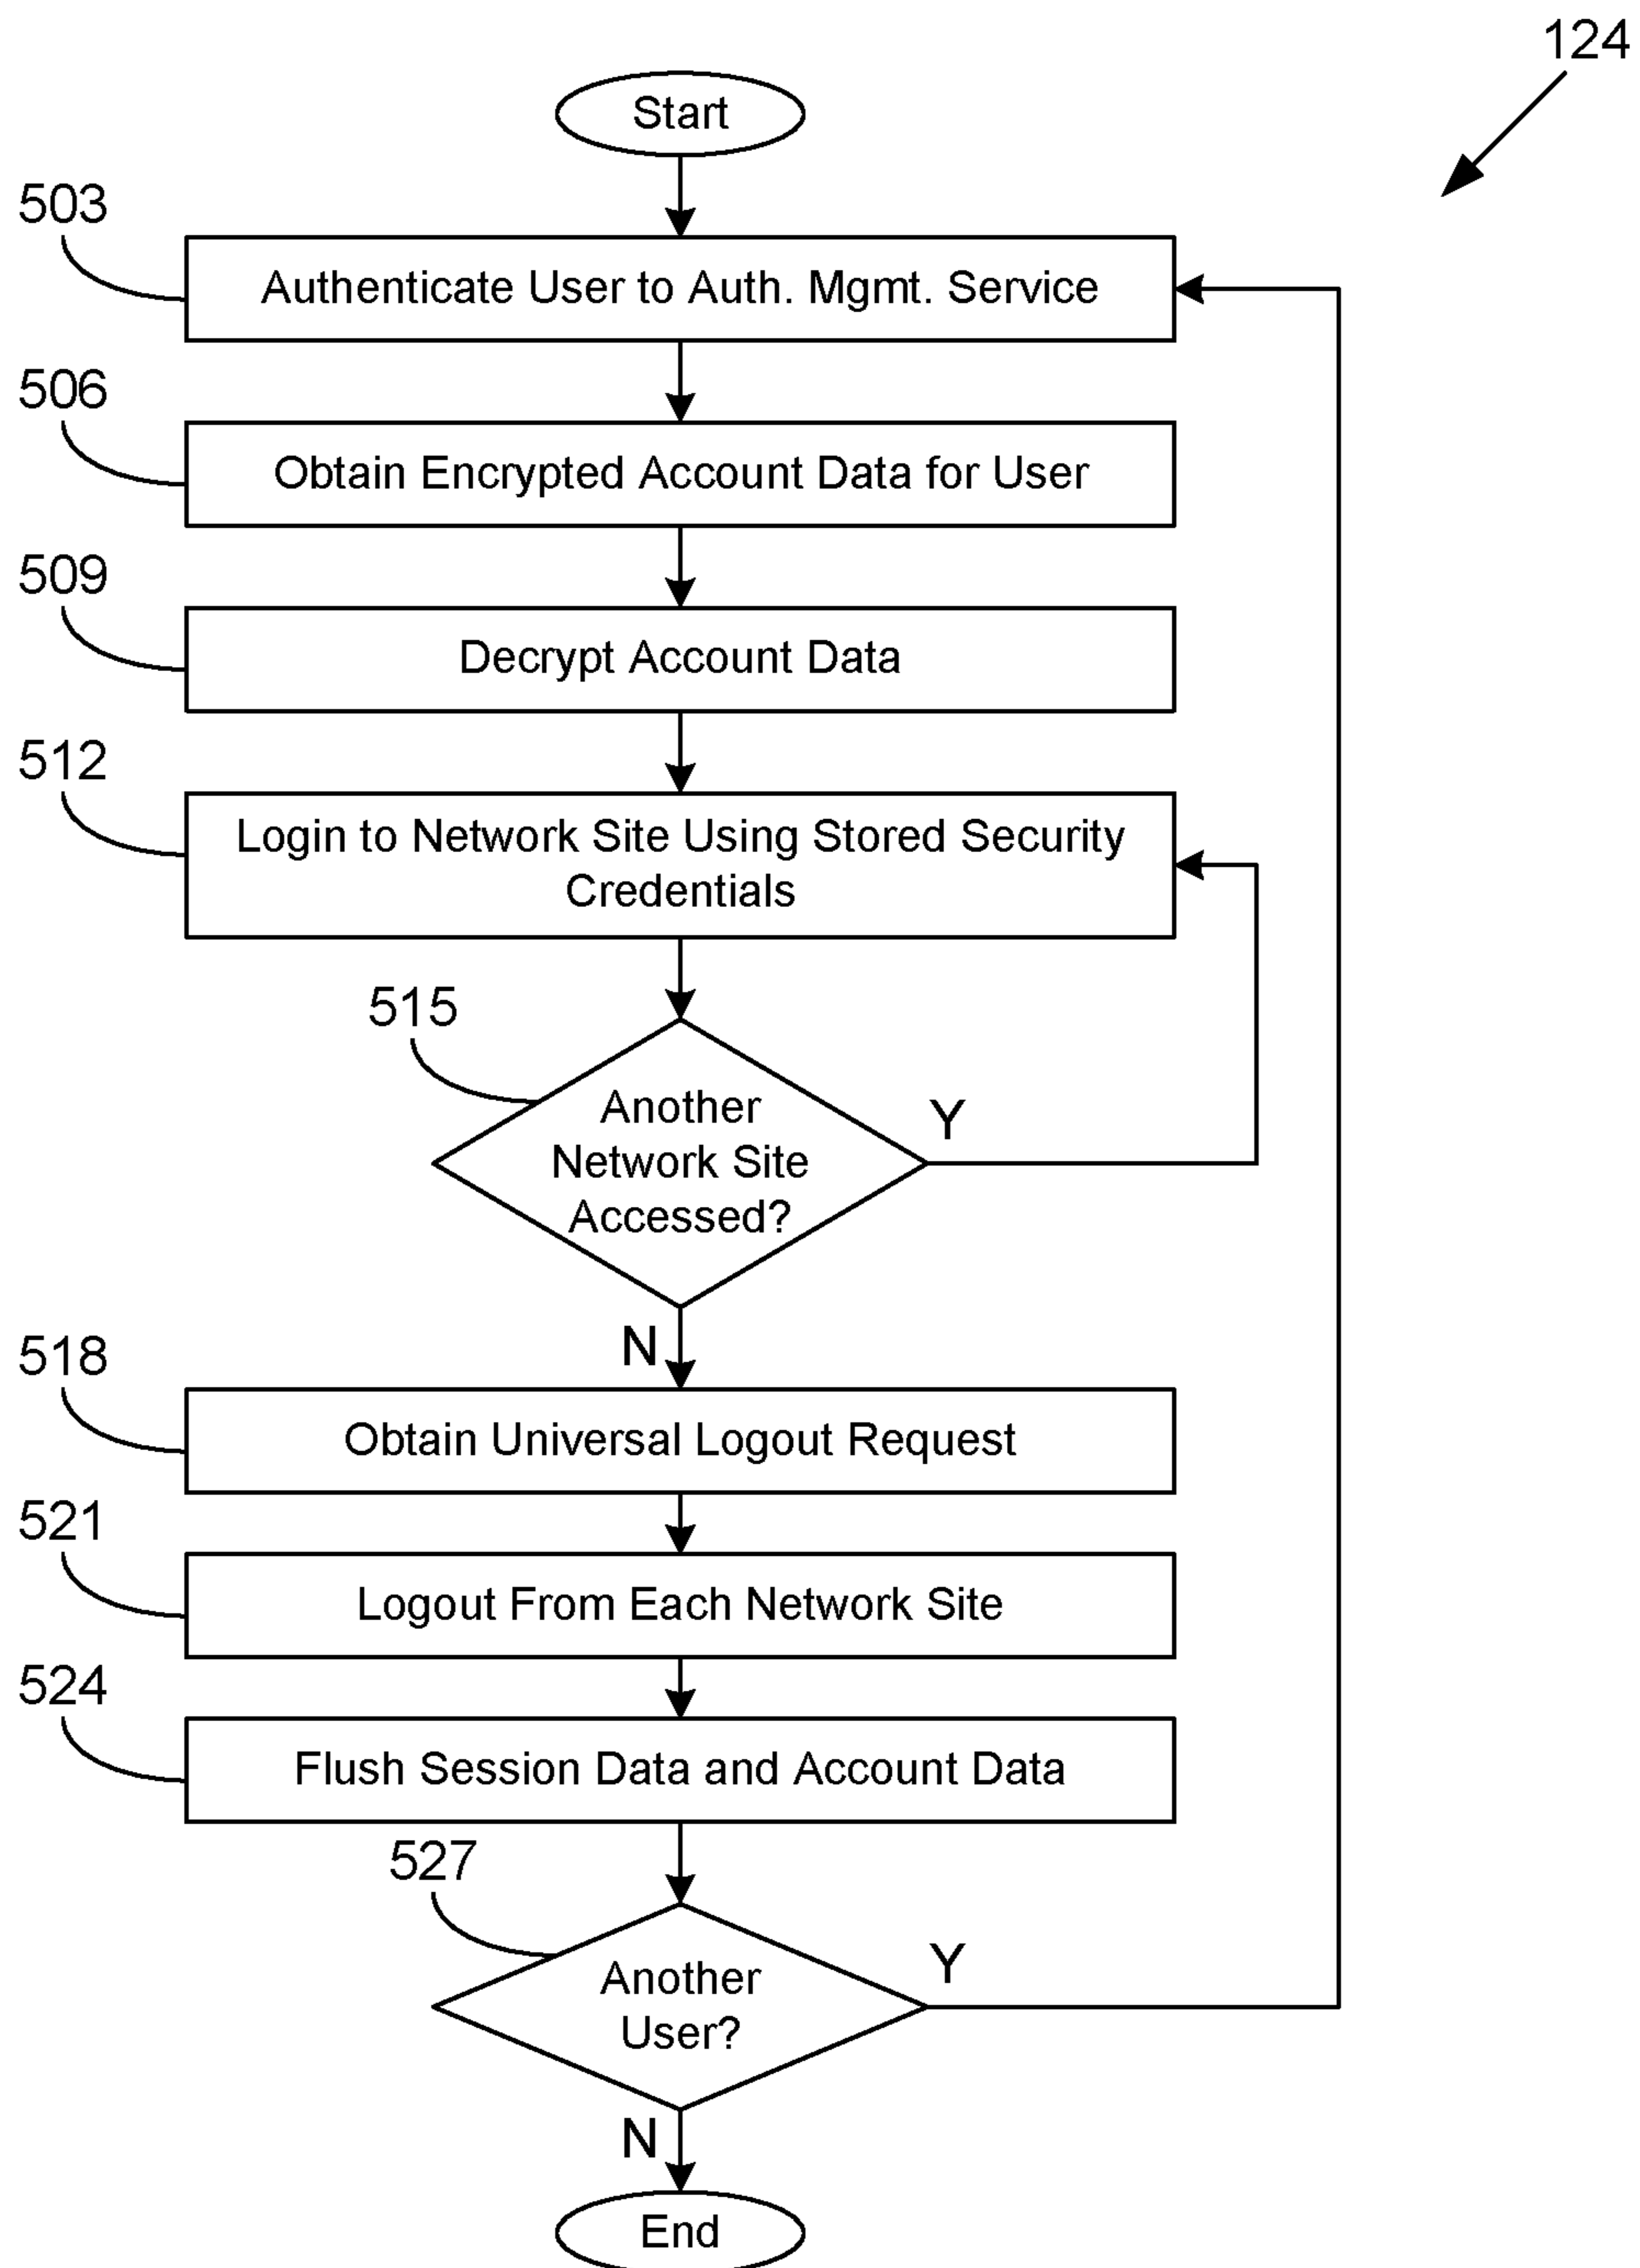 124
Start
503
Authenticate User to Auth. Mgmt. Service
506
Obtain Encrypted Account Data for User
509
Decrypt Account Data
512
Login to Network Site Using Stored Security
Credentials
515
Another
Network Site
Accessed?
Y
N
518
Obtain Universal Logout Request
521
Logout From Each Network Site
524
Flush Session Data and Account Data
527
Another
User?
Y
N
End